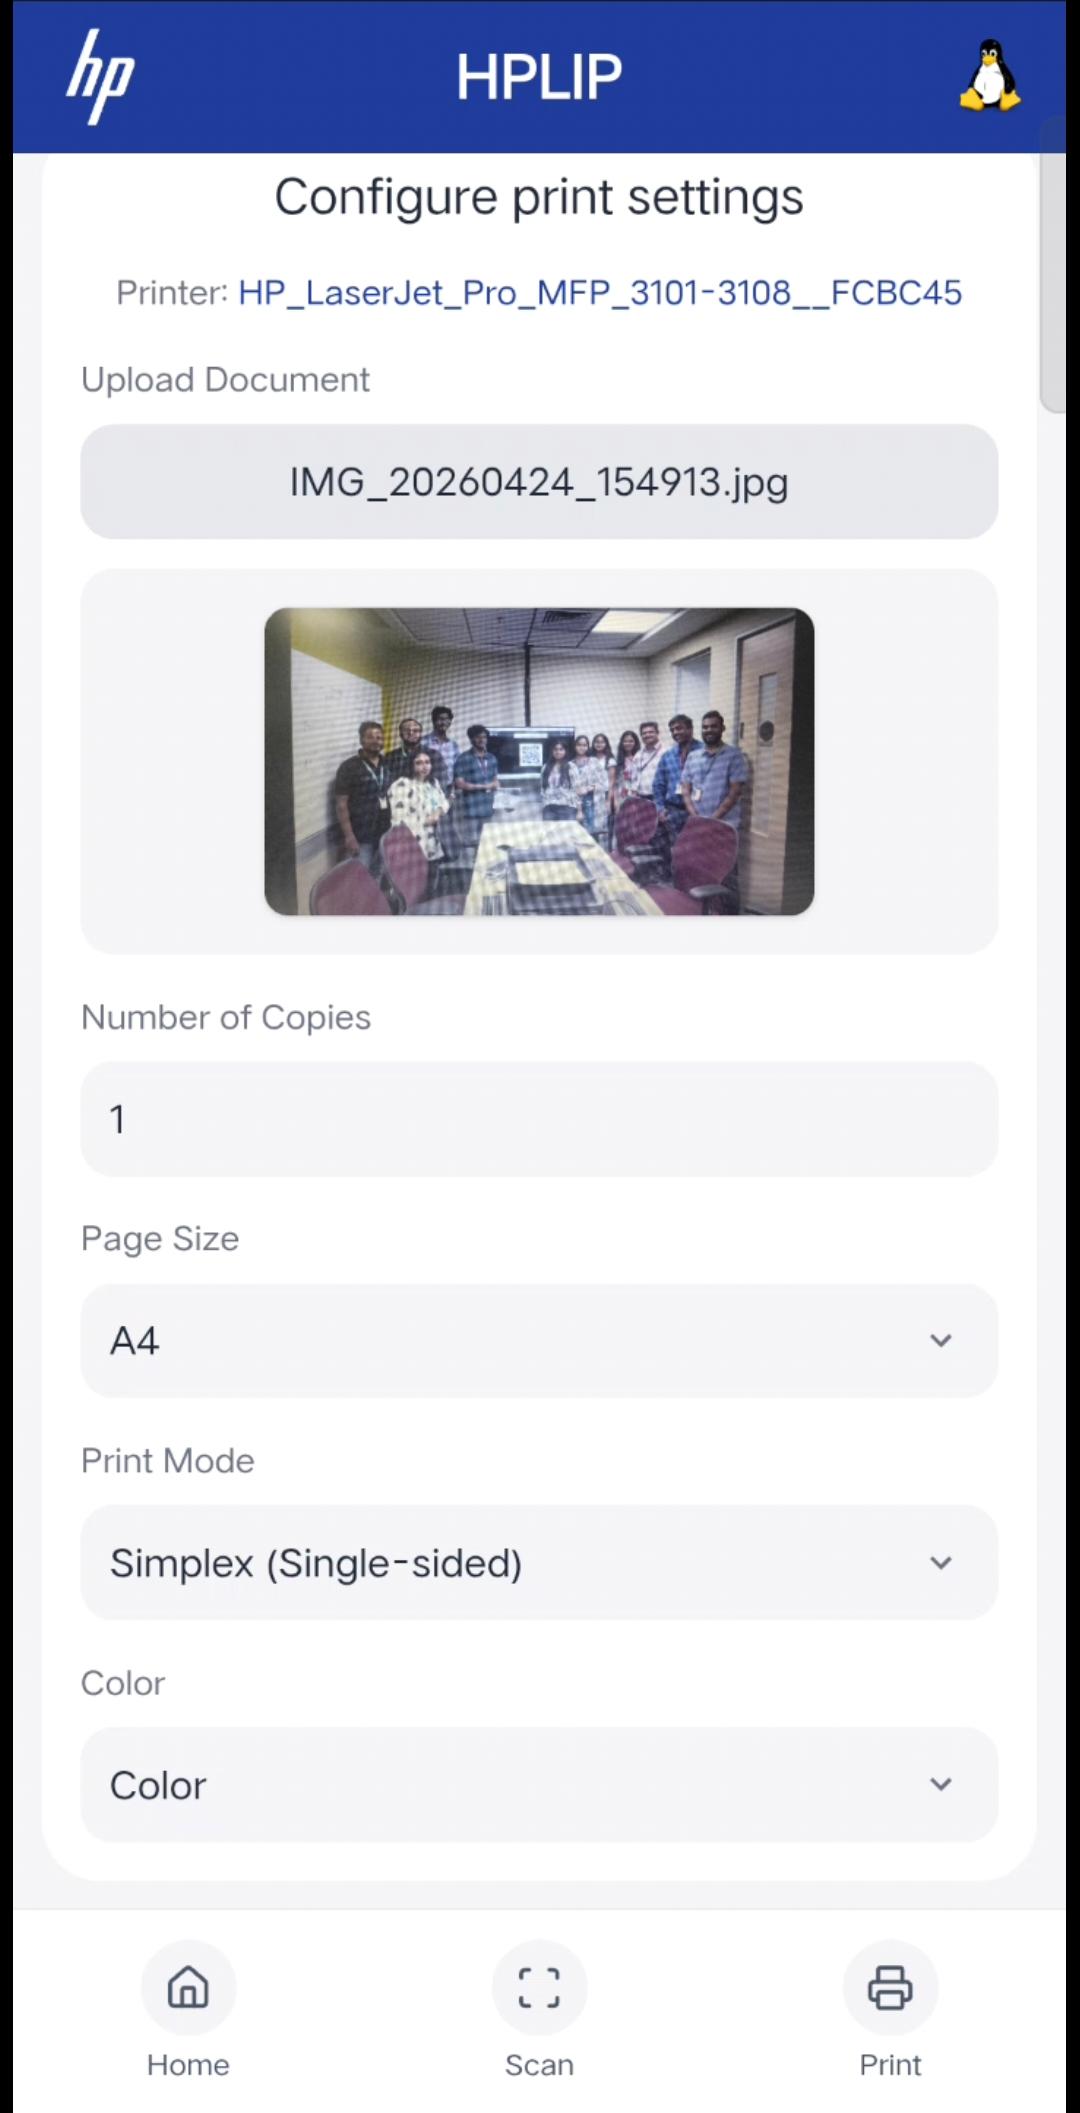 hp
HPLIP
Configure print settings
Printer: HP_LaserJet_Pro_MFP_3101-3108__FCBC45
Upload Document
IMG_20260424_154913.jpg
Number of Copies
1
Page Size
A4
Print Mode
Simplex (Single-sided)
Color
Color
Home
Scan
Print